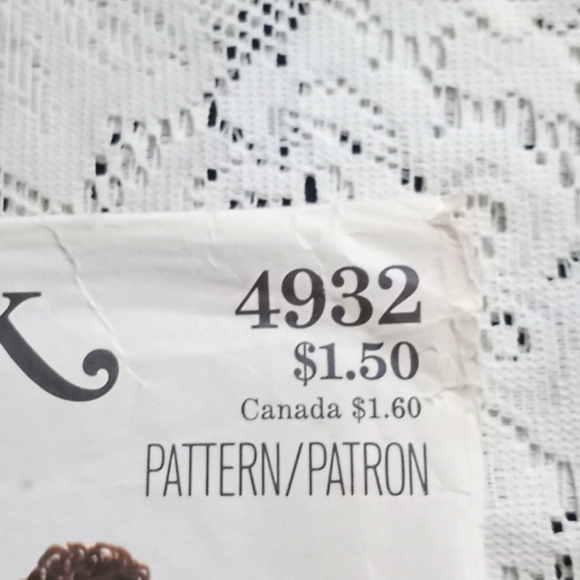 K
4932
$1.50
Canada $1.60
PATTERN/PATRON